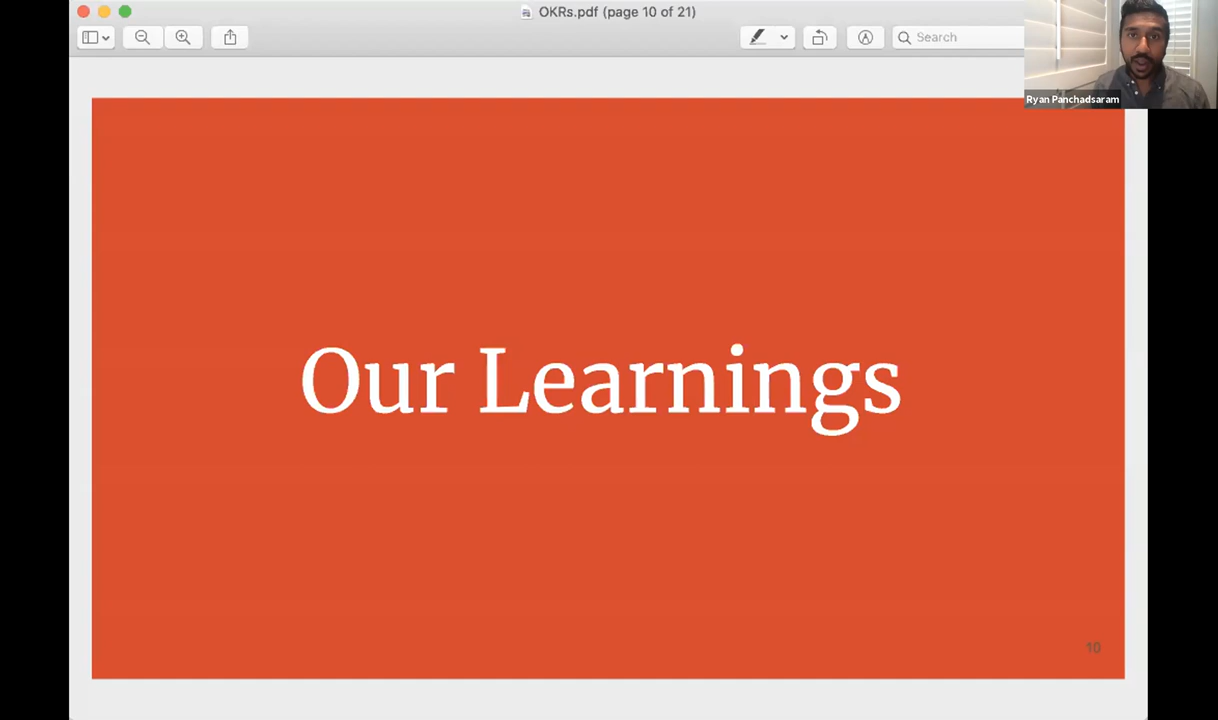 OKRs.pdf (page 10 of 21)
Search
Ryan Panchadsaram
Our Learnings
10